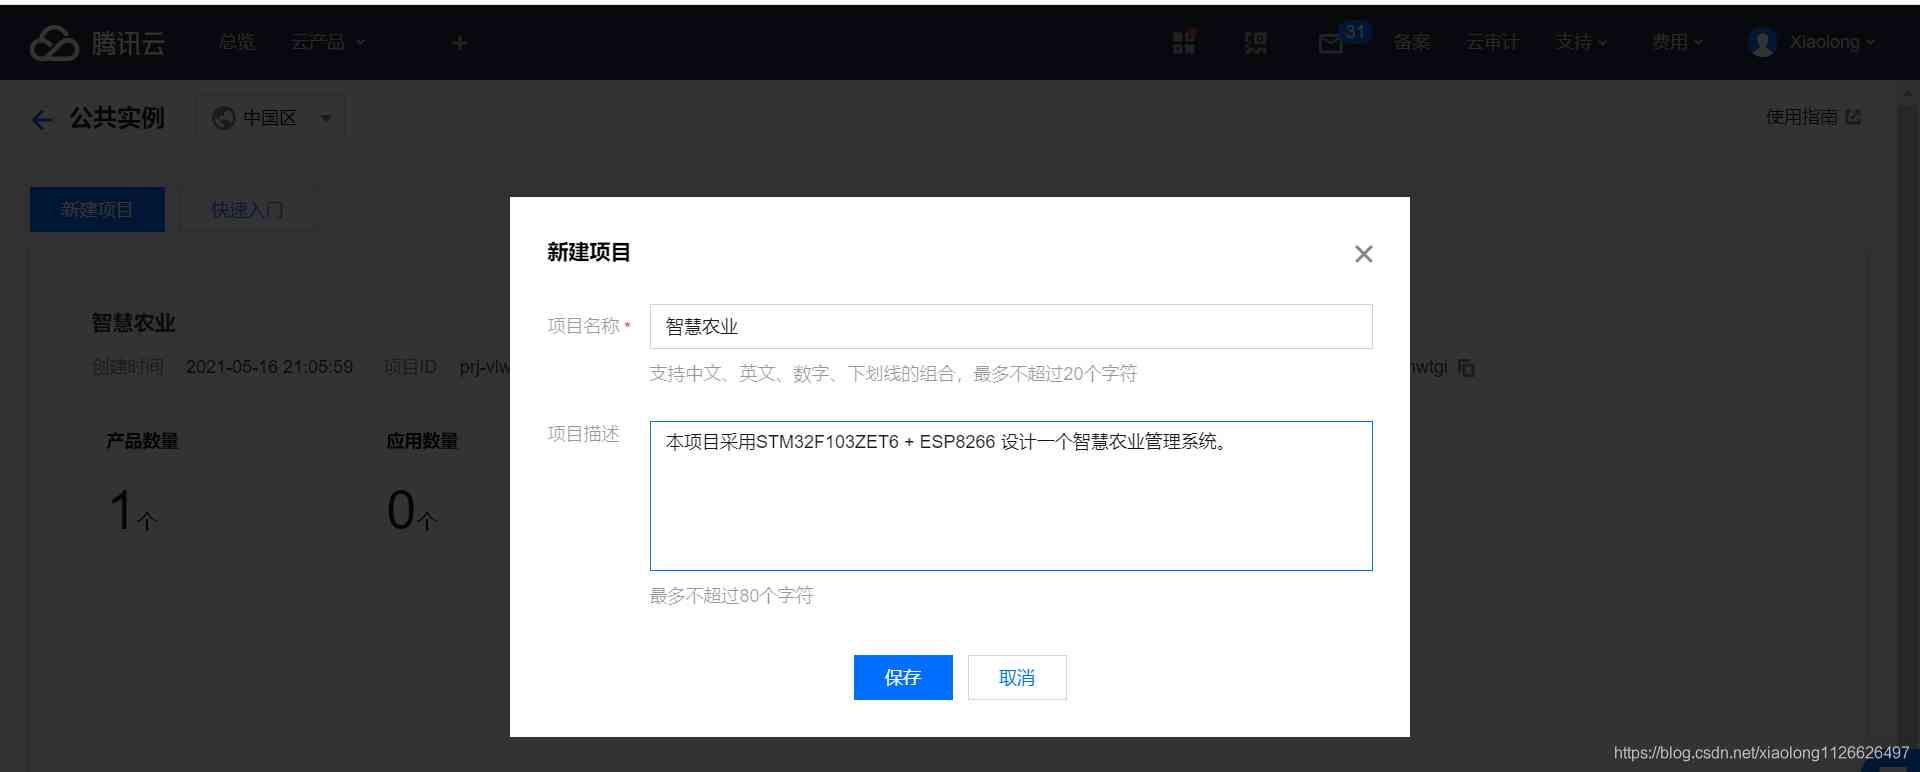 腾讯云 总览 云产品 31 备案 云审计 支持 费用 Xiaolong
公共实例 中国区 使用指南
新建项目 快速入门
新建项目
项目名称 * 智慧农业
支持中文、英文、数字、下划线的组合，最多不超过20个字符
项目描述 本项目采用STM32F103ZET6 + ESP8266 设计一个智慧农业管理系统。
最多不超过80个字符
保存 取消
智慧农业
创建时间 2021-05-16 21:05:59 项目ID
产品数量 应用数量
1个 0个
https://blog.csdn.net/xiaolong1126626497